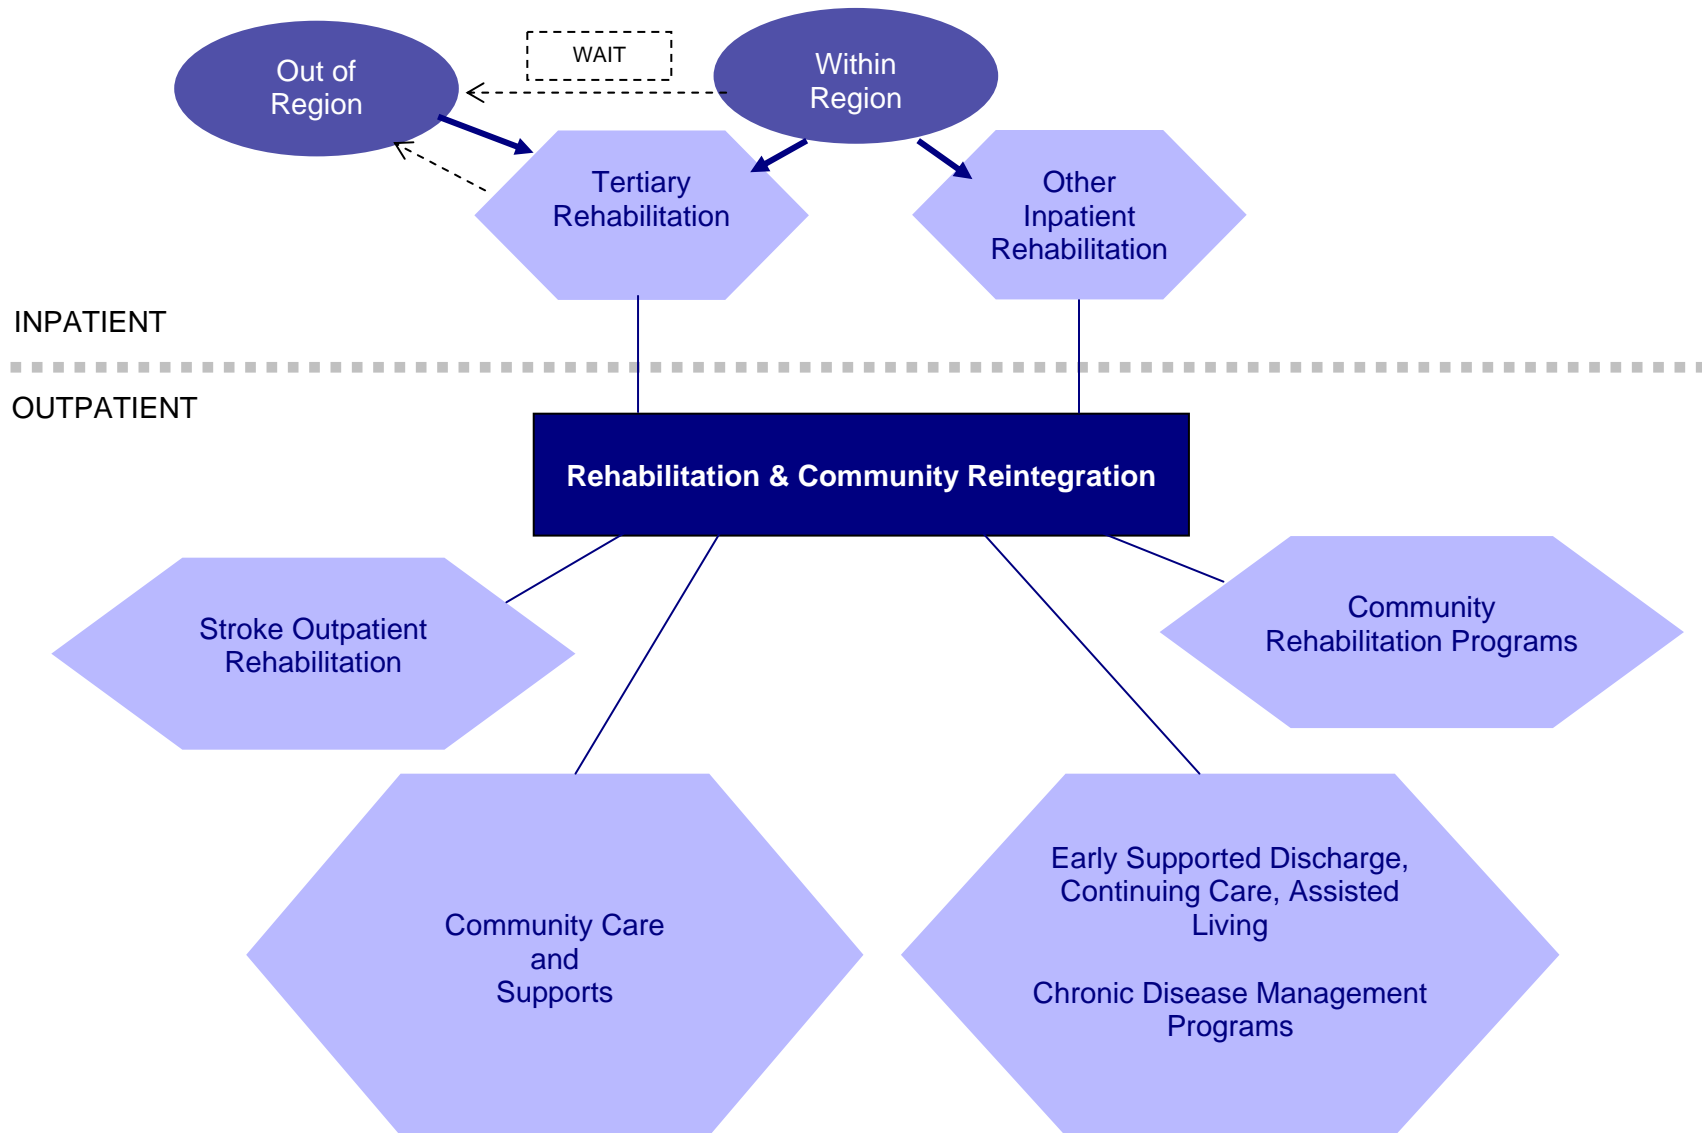 Out of
Region
WAIT
Within
Region
Tertiary
Rehabilitation
Other
Inpatient
Rehabilitation
INPATIENT
OUTPATIENT
Rehabilitation & Community Reintegration
Stroke Outpatient
Rehabilitation
Community
Rehabilitation Programs
Community Care
and
Supports
Early Supported Discharge,
Continuing Care, Assisted
Living
Chronic Disease Management
Programs